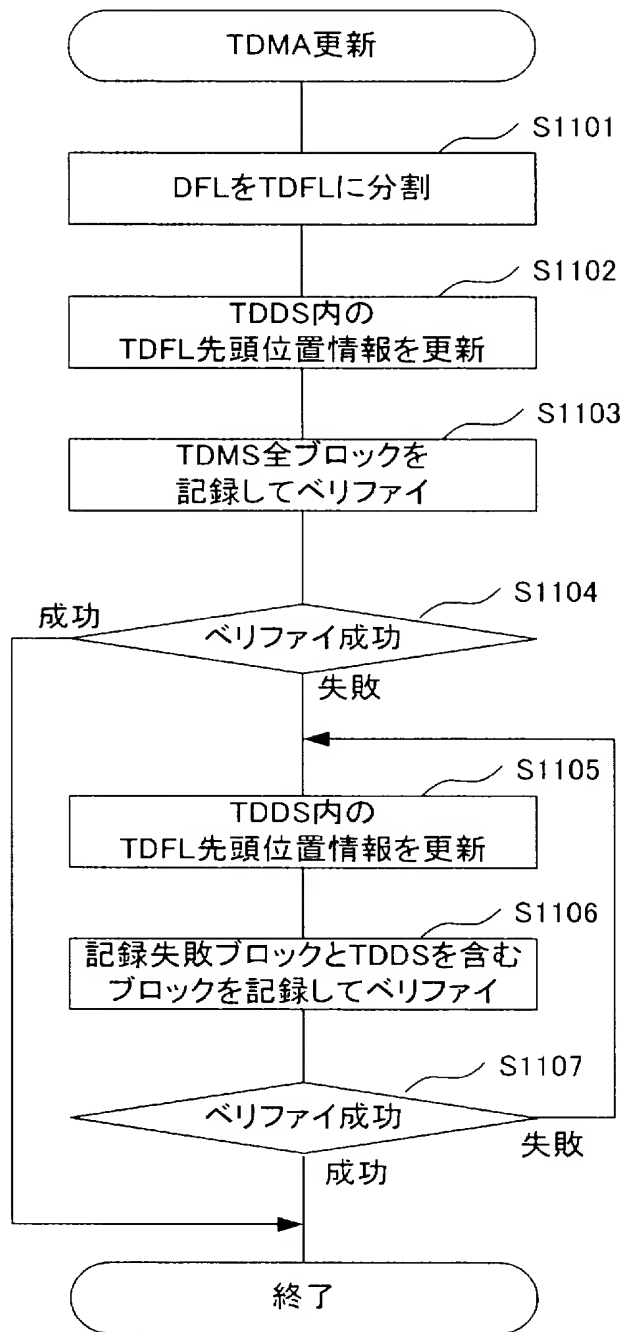 TDMA更新
S1101
DFLをTDFLに分割
S1102
TDDS内の
TDFL先頭位置情報を更新
S1103
TDMS全ブロックを
記録してベリファイ
S1104
成功
ベリファイ成功
失敗
S1105
TDDS内の
TDFL先頭位置情報を更新
S1106
記録失敗ブロックとTDDSを含む
ブロックを記録してベリファイ
S1107
ベリファイ成功
失敗
成功
終了